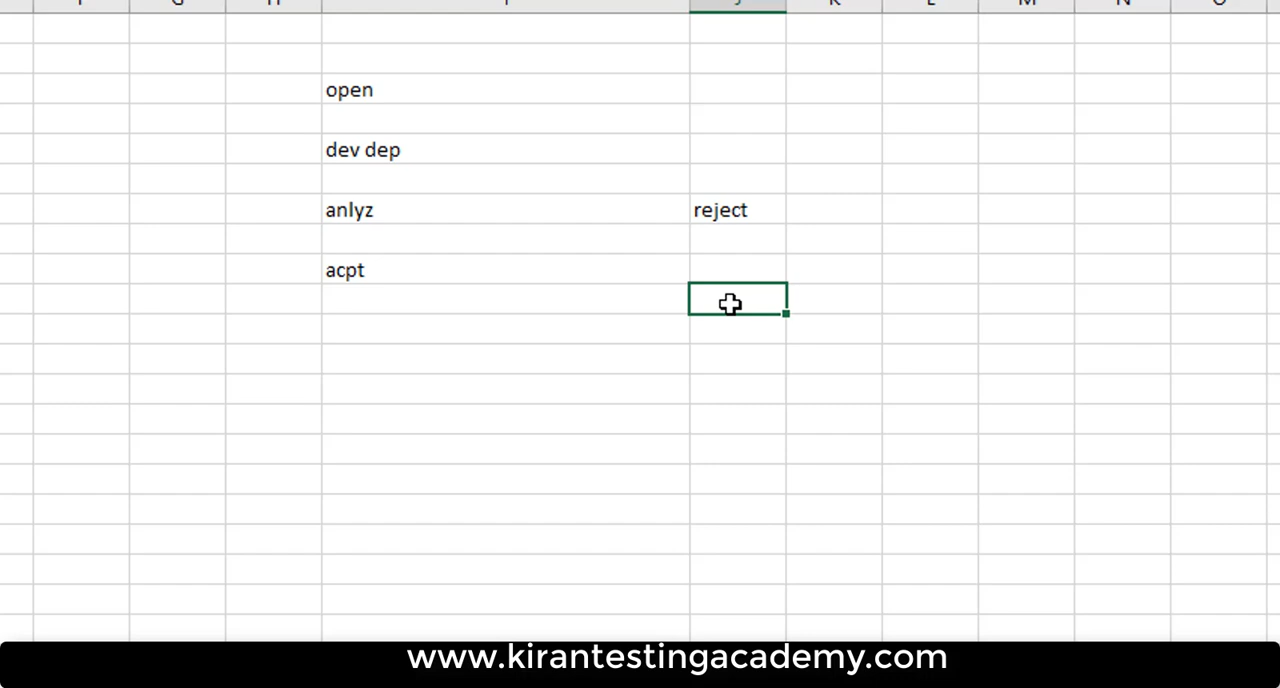 open
dev dep
anlyz reject
acpt
www.kirantestingacademy.com